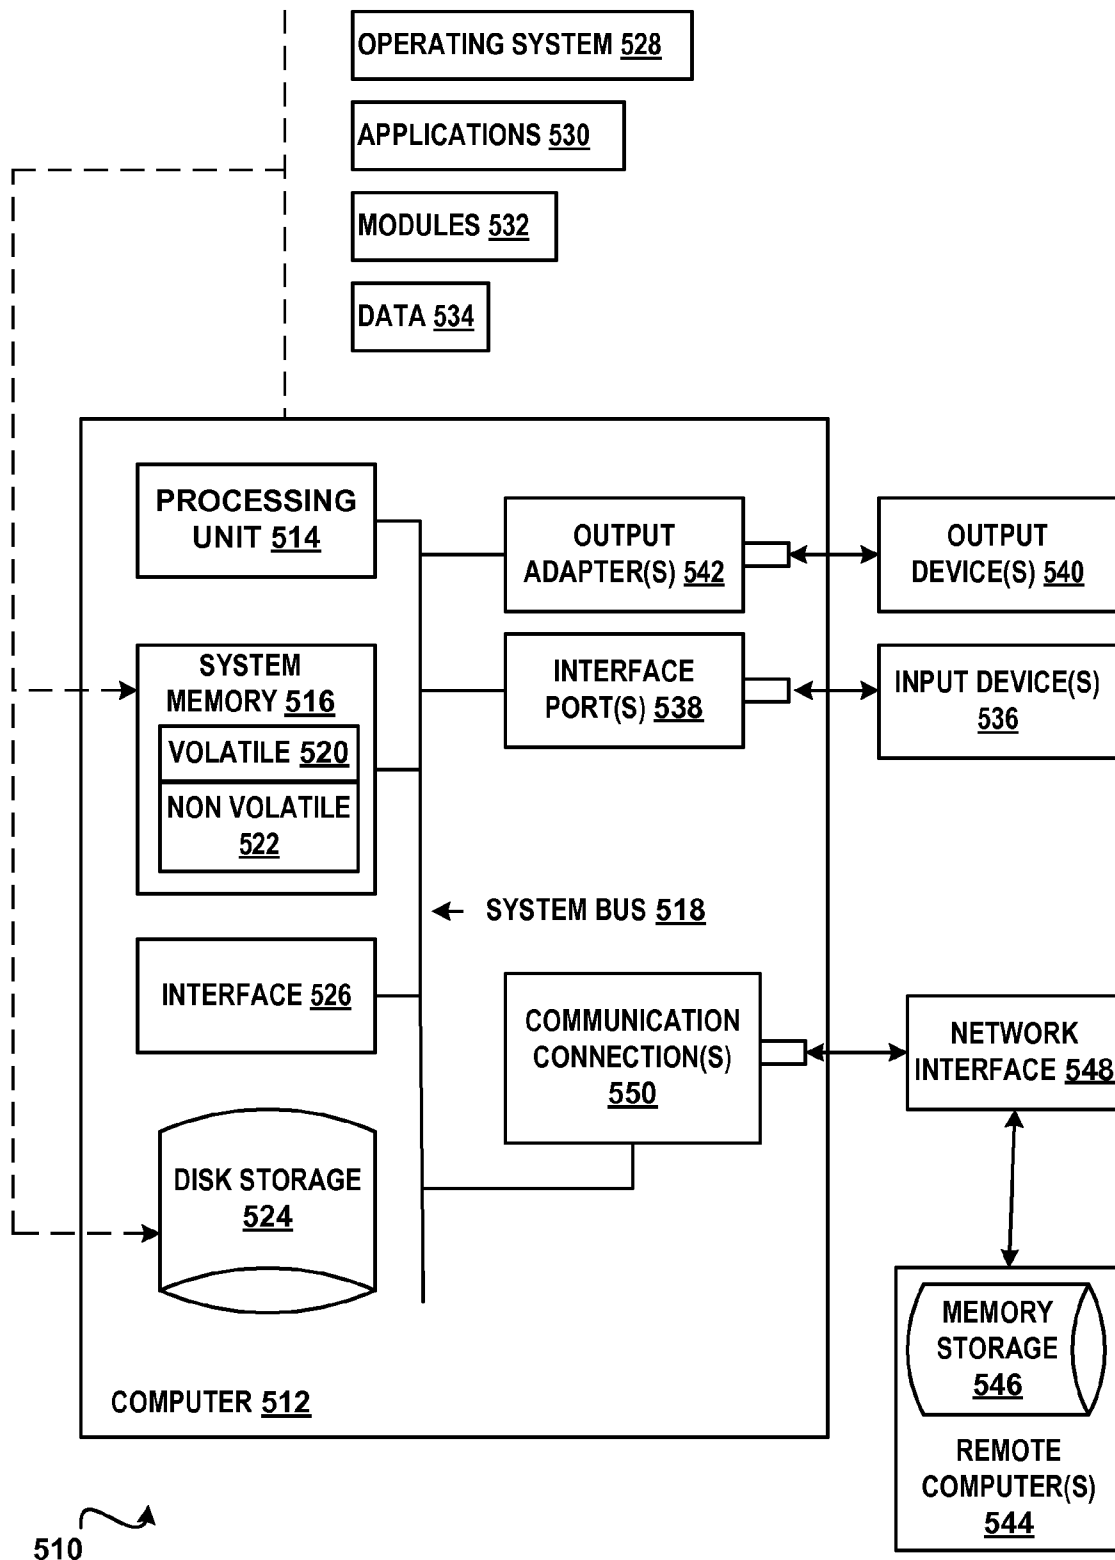 OPERATING SYSTEM 528
APPLICATIONS 530
MODULES 532
DATA 534
PROCESSING
UNIT 514
OUTPUT
ADAPTER(S) 542
OUTPUT
DEVICE(S) 540
SYSTEM
MEMORY 516
VOLATILE 520
NON VOLATILE
522
INTERFACE
PORT(S) 538
INPUT DEVICE(S)
536
SYSTEM BUS 518
INTERFACE 526
COMMUNICATION
CONNECTION(S)
550
NETWORK
INTERFACE 548
DISK STORAGE
524
MEMORY
STORAGE
546
COMPUTER 512
REMOTE
COMPUTER(S)
544
510